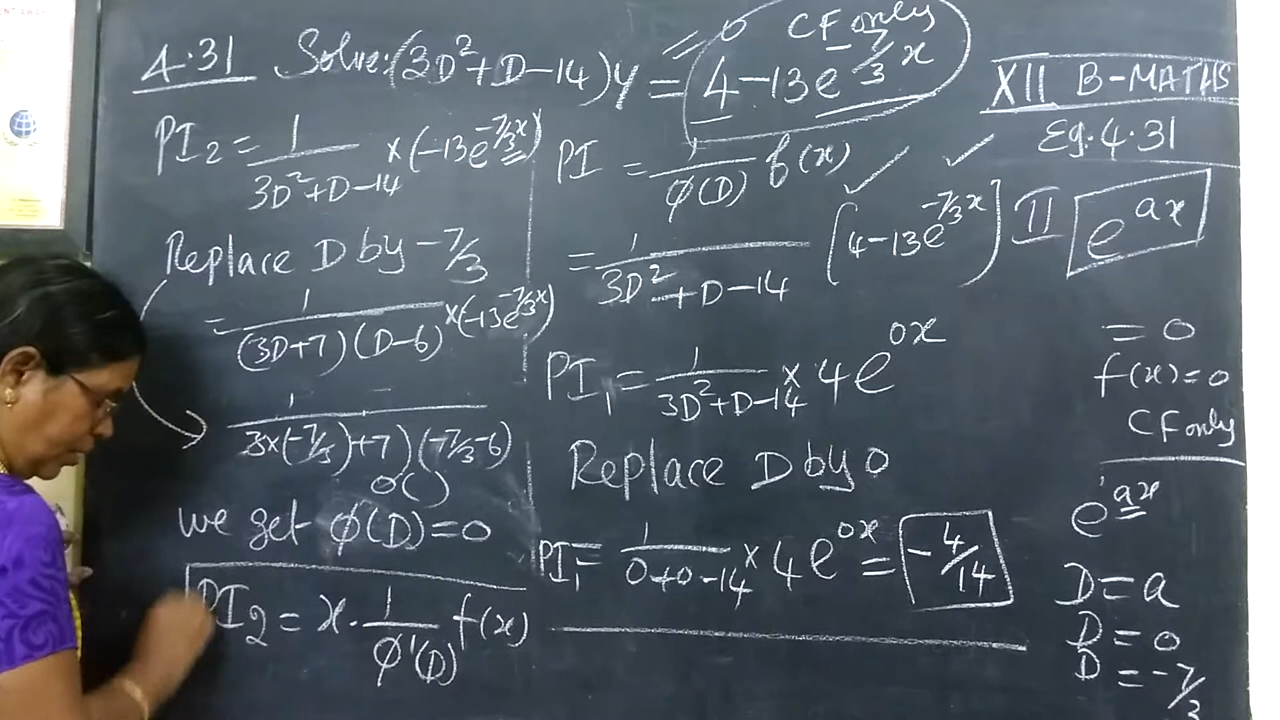 4.31 Solve: (3D²+D-14)y = 4-13e^{-7/3 x}
= 0 CF only
XII B-MATHS
Eg.4.31
PI₂ = 1/(3D²+D-14) × (-13e^{-7/3 x})
Replace D by -7/3
= 1/((3D+7)(D-6)) × (-13e^{-7/3 x})
1/(3×(-7/3)+7)(-7/3-6)
0( )
we get φ(D)=0
PI₂ = x. 1/φ'(D) f(x)
PI = 1/φ(D) f(x)
= 1/(3D²+D-14) [4-13e^{-7/3 x}]
PI₁ = 1/(3D²+D-14) × 4e^{0x}
Replace D by 0
PI₁ = 1/(0+0-14) × 4e^{0x} = -4/14
II e^{ax}
= 0
f(x)=0
CF only
e^{ax}
D=a
D=0
D=-7/3